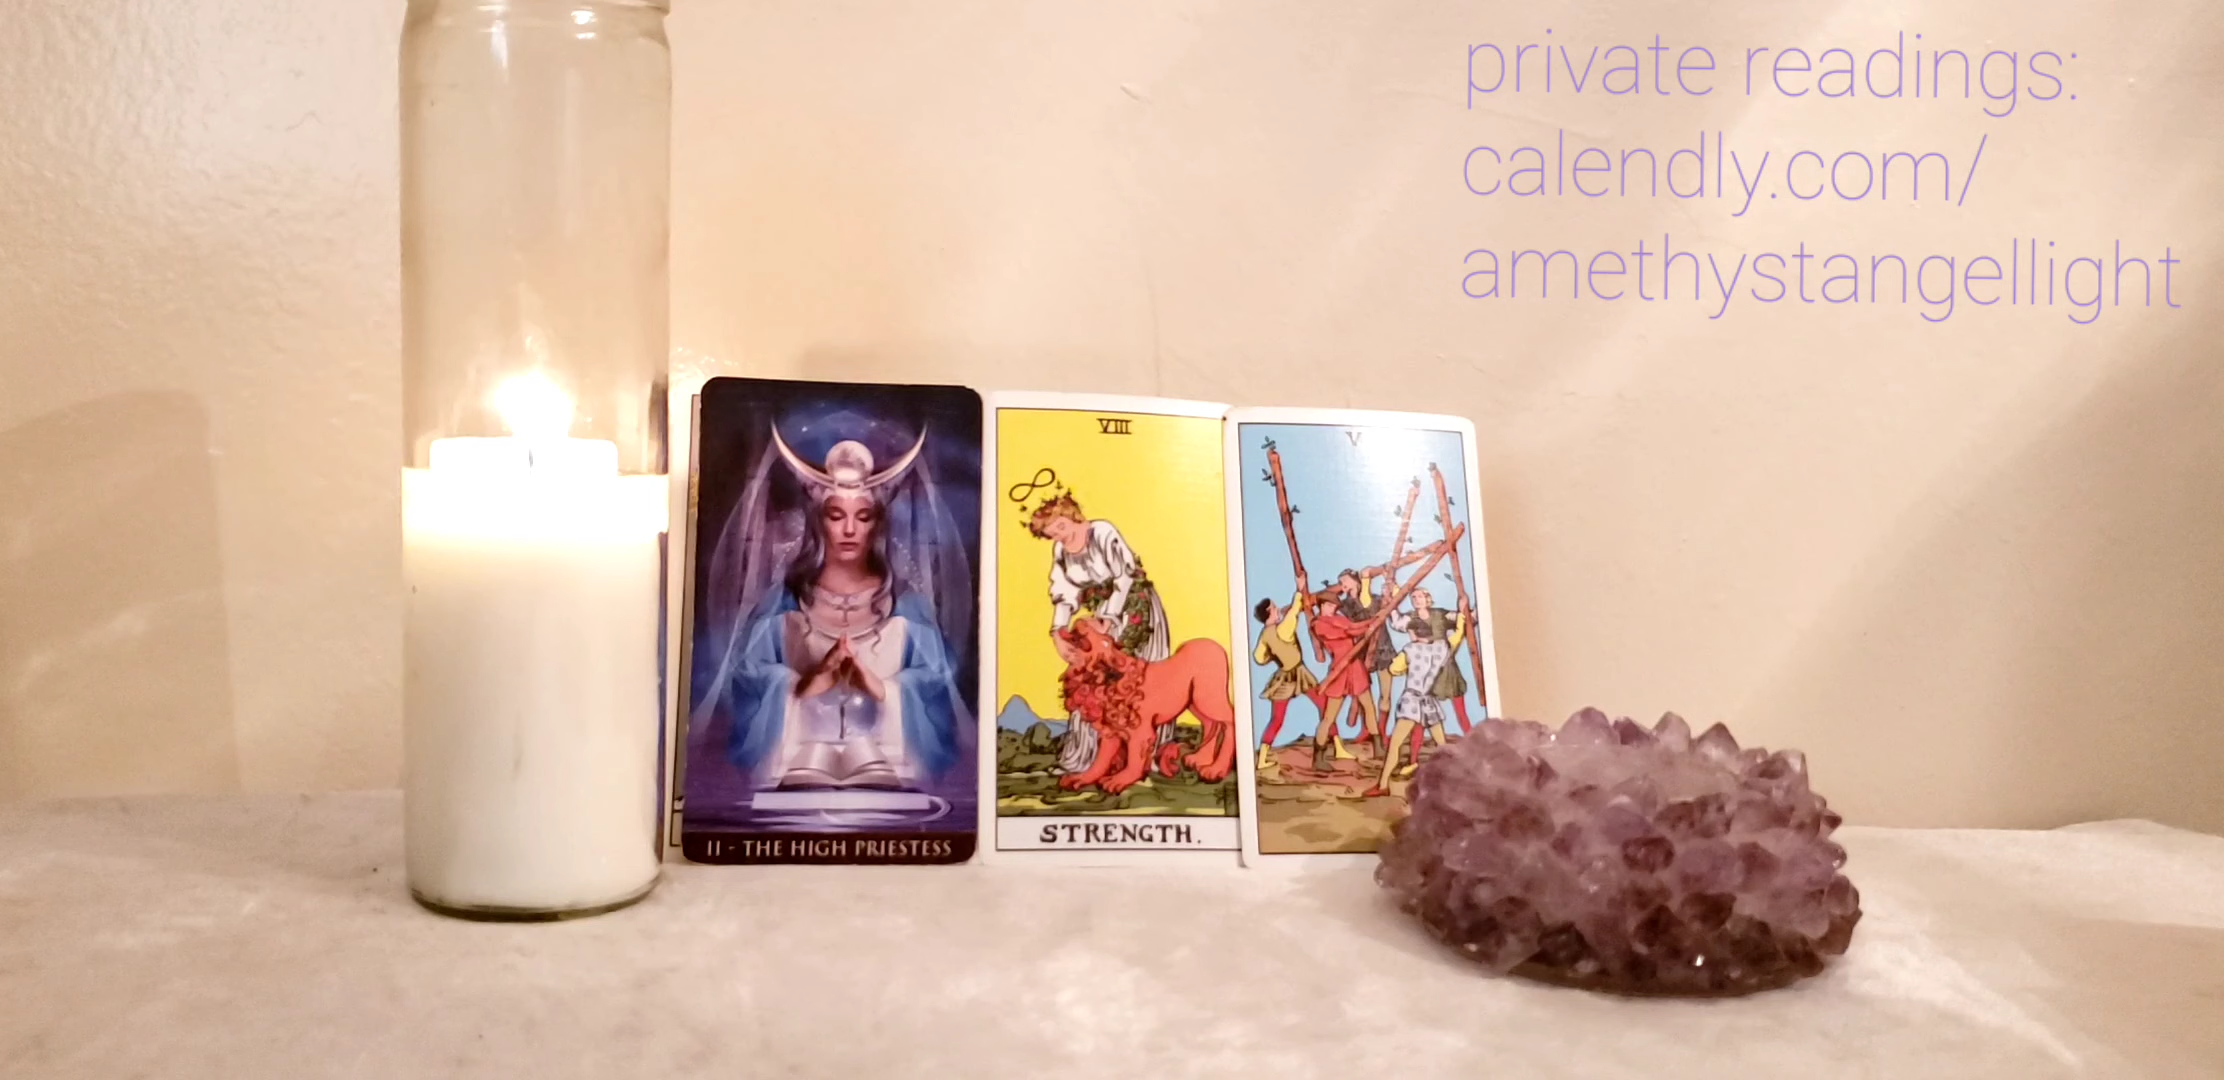 private readings:
calendly.com/
amethystangellight
VIII
V
II - THE HIGH PRIESTESS
STRENGTH.